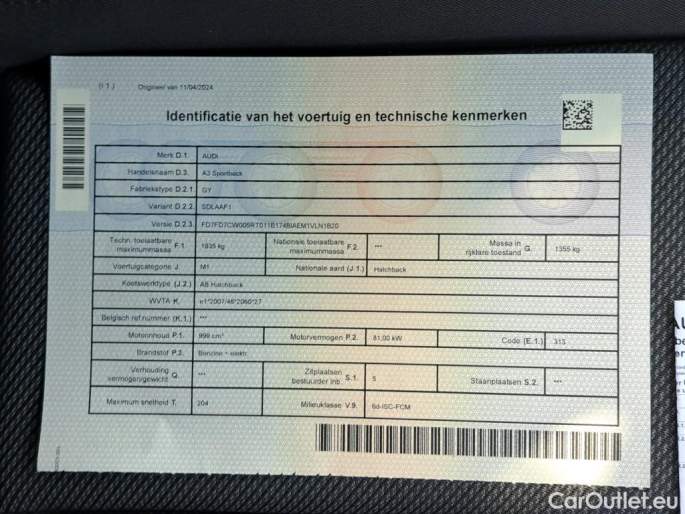 (I.1.) Origineel van 11/04/2024
Identificatie van het voertuig en technische kenmerken
Merk D.1. AUDI
Handelsnaam D.3. A3 Sportback
Fabriekstype D.2.1. GY
Variant D.2.2. SDLAAF1
Versie D.2.3.
Techn. toelaatbare maximummassa F.1. 1835 kg Nationale toelaatbare maximummassa F.2. *** Massa in rijklare toestand G. 1355 kg
Voertuigcategorie J. M1 Nationale aard (J.1.) Hatchback
Koetswerktype (J.2.) AB Hatchback
WVTA K. e1*2007/46*2060*27
Belgisch ref.nummer (K.1.) ***
Motorinhoud P.1. 999 cm³ Motorvermogen P.2. 81,00 kW Code (E.1.) 313
Brandstof P.3. Benzine + elektr.
Verhouding vermogen/gewicht Q. *** Zitplaatsen bestuurder inb. S.1. 5 Staanplaatsen S.2. ***
Maximum snelheid T. 204 Milieuklasse V.9. 6d-ISC-FCM
CarOutlet.eu